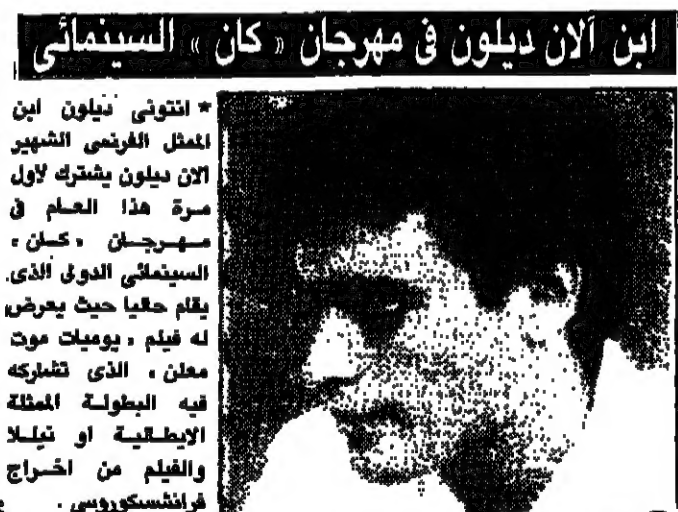 ابن آلان ديلون فى مهرجان « كان » السينمائى
* انتونى ديلون ابن
الممثل الفرنسى الشهير
الان ديلون يشترك لاول
مرة هذا العام فى
مهرجان « كان »
السينمائى الدولى الذى
يقام حاليا حيث يعرض
له فيلم « يوميات موت
معلن » الذى تشاركه
فيه البطولة الممثلة
الايطالية او تيللا
والفيلم من اخراج
فرانشسيكوروسى .